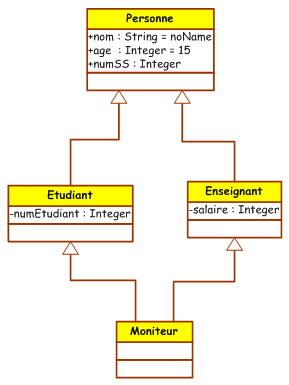 Personne
+nom : String = noName
+age : Integer = 15
+numSS : Integer
Etudiant
-numEtudiant : Integer
Enseignant
-salaire : Integer
Moniteur